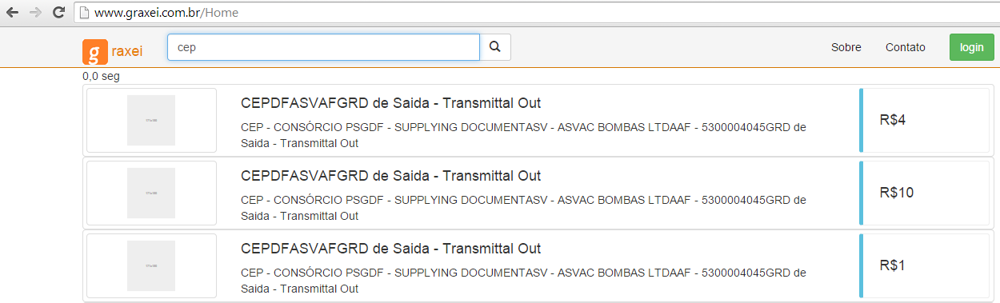 www.graxei.com.br/Home
g raxei
cep
Sobre
Contato
login
0,0 seg
CEPDFASVAFGRD de Saida - Transmittal Out
CEP - CONSÓRCIO PSGDF - SUPPLYING DOCUMENTASV - ASVAC BOMBAS LTDAAF - 5300004045GRD de
Saida - Transmittal Out
R$4
CEPDFASVAFGRD de Saida - Transmittal Out
CEP - CONSÓRCIO PSGDF - SUPPLYING DOCUMENTASV - ASVAC BOMBAS LTDAAF - 5300004045GRD de
Saida - Transmittal Out
R$10
CEPDFASVAFGRD de Saida - Transmittal Out
CEP - CONSÓRCIO PSGDF - SUPPLYING DOCUMENTASV - ASVAC BOMBAS LTDAAF - 5300004045GRD de
Saida - Transmittal Out
R$1